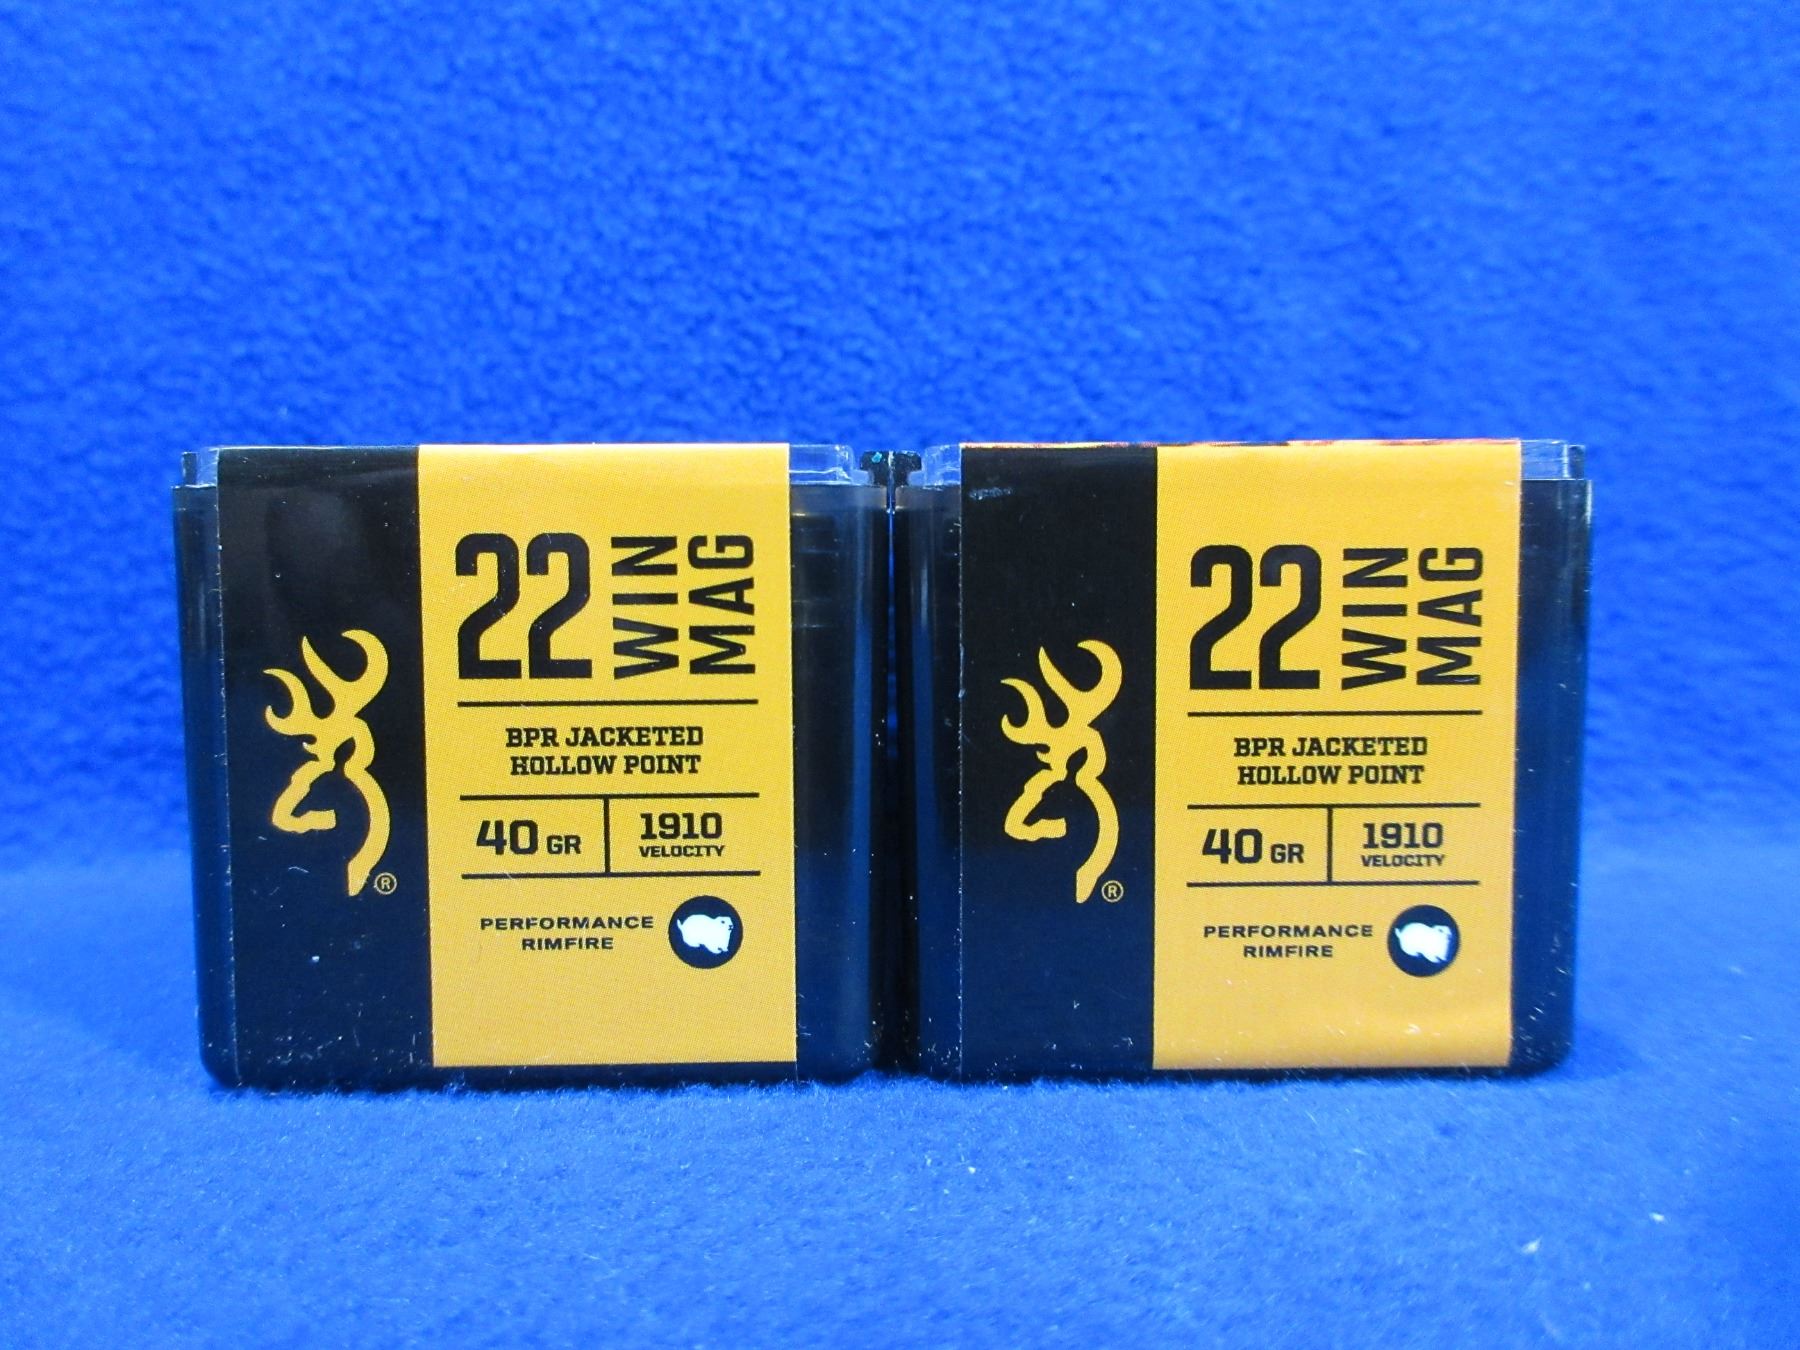 22 WIN MAG
BPR JACKETED
HOLLOW POINT
40 GR
1910
VELOCITY
PERFORMANCE
RIMFIRE
®
22 WIN MAG
BPR JACKETED
HOLLOW POINT
40 GR
1910
VELOCITY
PERFORMANCE
RIMFIRE
®